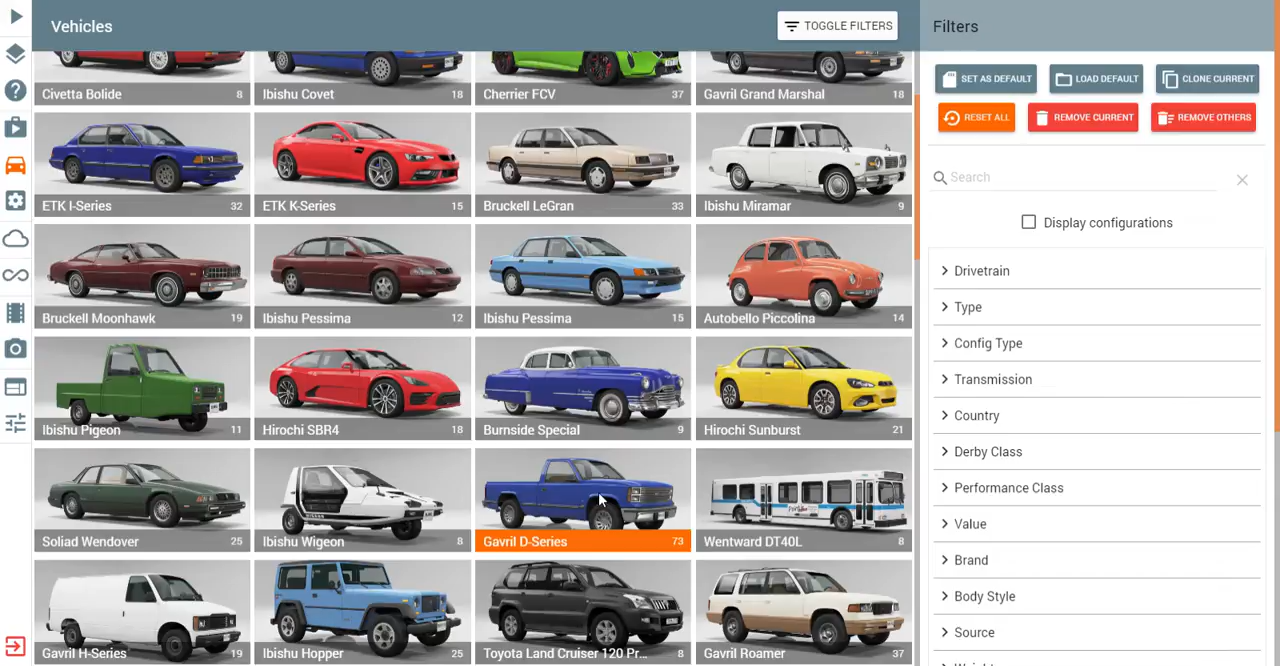 Vehicles
TOGGLE FILTERS
Civetta Bolide 8
Ibishu Covet 18
Cherrier FCV 37
Gavril Grand Marshal 18
ETK I-Series 32
ETK K-Series 15
Bruckell LeGran 33
Ibishu Miramar 9
Bruckell Moonhawk 19
Ibishu Pessima 12
Ibishu Pessima 15
Autobello Piccolina 14
Ibishu Pigeon 11
Hirochi SBR4 18
Burnside Special 9
Hirochi Sunburst 21
Soliad Wendover 25
Ibishu Wigeon 8
Gavril D-Series 73
Wentward DT40L 8
Gavril H-Series 19
Ibishu Hopper 25
Toyota Land Cruiser 120 Pr... 8
Gavril Roamer 37
Filters
SET AS DEFAULT
LOAD DEFAULT
CLONE CURRENT
RESET ALL
REMOVE CURRENT
REMOVE OTHERS
Search
Display configurations
Drivetrain
Type
Config Type
Transmission
Country
Derby Class
Performance Class
Value
Brand
Body Style
Source